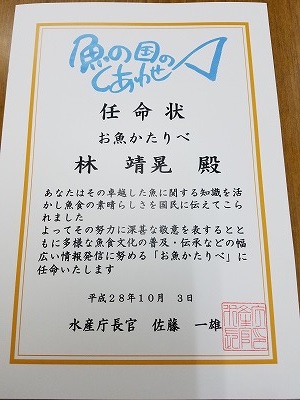 魚の国の
しあわせ
任命状
お魚かたりべ
林 靖晃 殿
あなたはその卓越した魚に関する知識を活
かし魚食の素晴らしさを国民に伝えてこら
れました
よってその努力に深甚な敬意を表するとと
もに多様な魚食文化の普及・伝承などの幅
広い情報発信に努める「お魚かたりべ」に
任命いたします
平成28年10月 3日
水産庁長官 佐藤 一雄